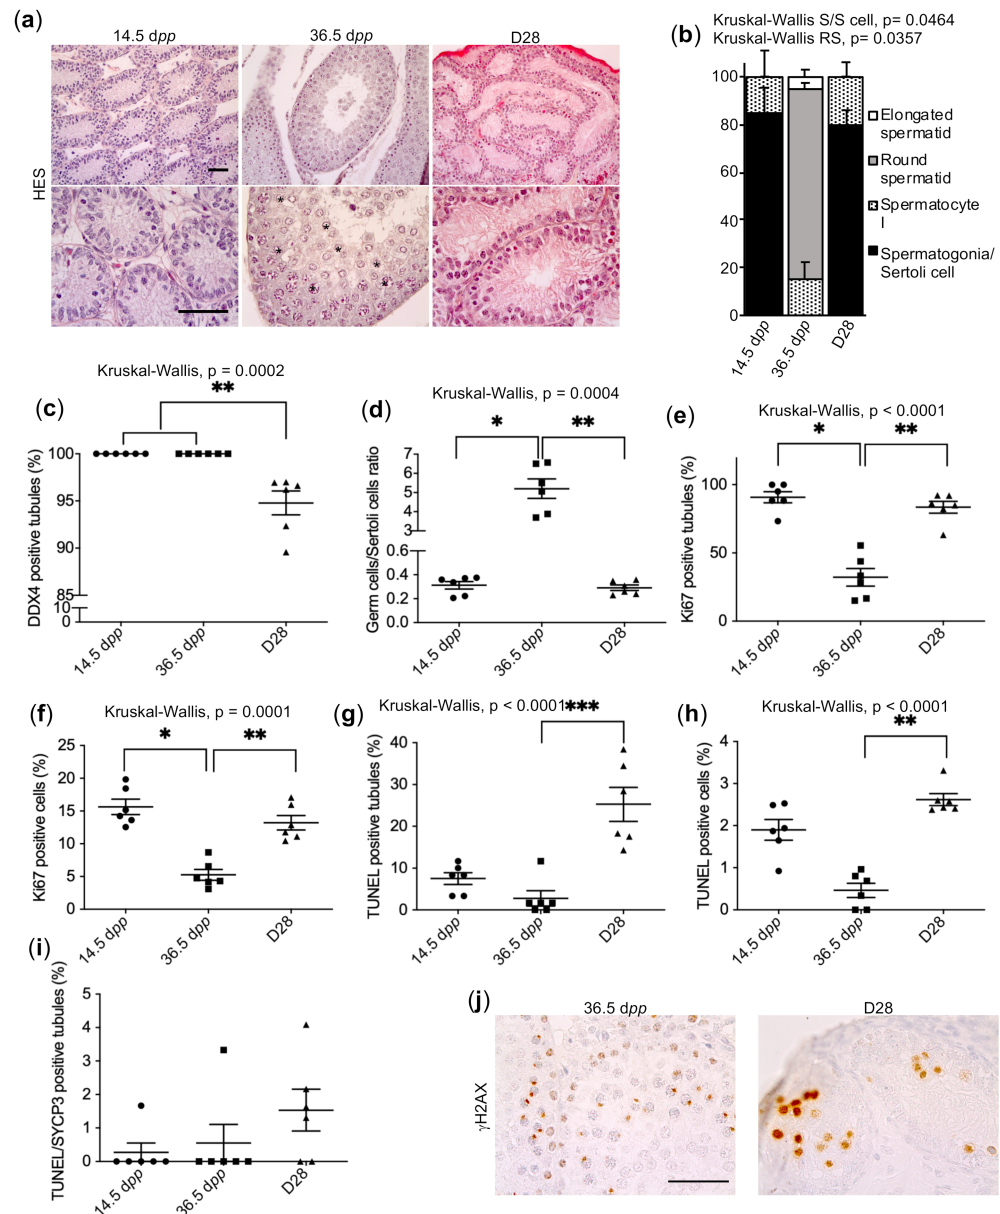 (a)
14.5 dpp
36.5 dpp
D28
HES
(b)
Kruskal-Wallis S/S cell, p= 0.0464
Kruskal-Wallis RS, p= 0.0357
100
80
60
40
20
0
14.5 dpp
36.5 dpp
D28
Elongated
spermatid
Round
spermatid
Spermatocyte
I
Spermatogonia/
Sertoli cell
(c)
Kruskal-Wallis, p = 0.0002
**
DDX4 positive tubules (%)
100
95
90
85
10
0
14.5 dpp
36.5 dpp
D28
(d)
Kruskal-Wallis, p = 0.0004
*
**
Germ cells/Sertoli cells ratio
7
6
5
4
3
0.6
0.4
0.2
0.0
14.5 dpp
36.5 dpp
D28
(e)
Kruskal-Wallis, p < 0.0001
*
**
Ki67 positive tubules (%)
100
50
0
14.5 dpp
36.5 dpp
D28
(f)
Kruskal-Wallis, p = 0.0001
*
**
Ki67 positive cells (%)
25
20
15
10
5
0
14.5 dpp
36.5 dpp
D28
(g)
Kruskal-Wallis, p < 0.0001
***
TUNEL positive tubules (%)
40
30
20
10
0
14.5 dpp
36.5 dpp
D28
(h)
Kruskal-Wallis, p < 0.0001
**
TUNEL positive cells (%)
4
3
2
1
0
14.5 dpp
36.5 dpp
D28
(i)
TUNEL/SYCP3 positive tubules (%)
5
4
3
2
1
0
14.5 dpp
36.5 dpp
D28
(j)
36.5 dpp
D28
γH2AX